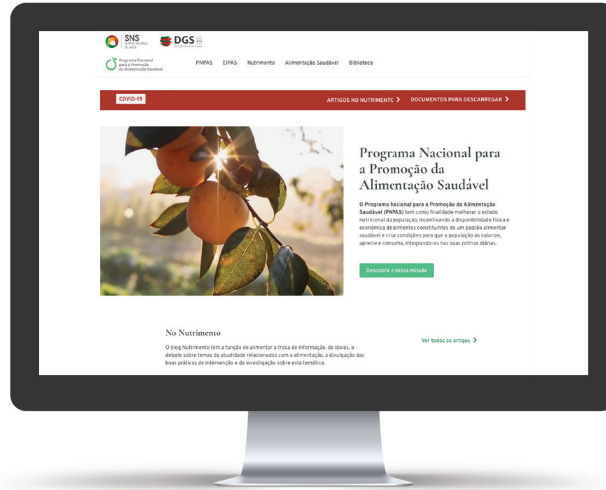 SNS
DGS
Programa Nacional
para a Promoção
da Alimentação Saudável
PNPAS EIPAS Nutrimento Alimentação Saudável Biblioteca
COVID-19 ARTIGOS NO NUTRIMENTO DOCUMENTOS PARA DESCARREGAR
Programa Nacional para
a Promoção da
Alimentação Saudável
O Programa Nacional para a Promoção da Alimentação
Saudável (PNPAS) tem como finalidade melhorar o estado
nutricional da população, incentivando a disponibilidade física e
económica de alimentos constituintes de um padrão alimentar
saudável e criar condições para que a população os valorize,
aprecie e consuma, integrando-os nas suas rotinas diárias.
Descobrir a nossa missão
No Nutrimento
O blog Nutrimento tem a função de alimentar a troca de informação, de ideias, o
debate sobre temas da atualidade relacionados com a alimentação, a divulgação das
boas práticas de intervenção e da investigação sobre esta temática.
Ver todos os artigos